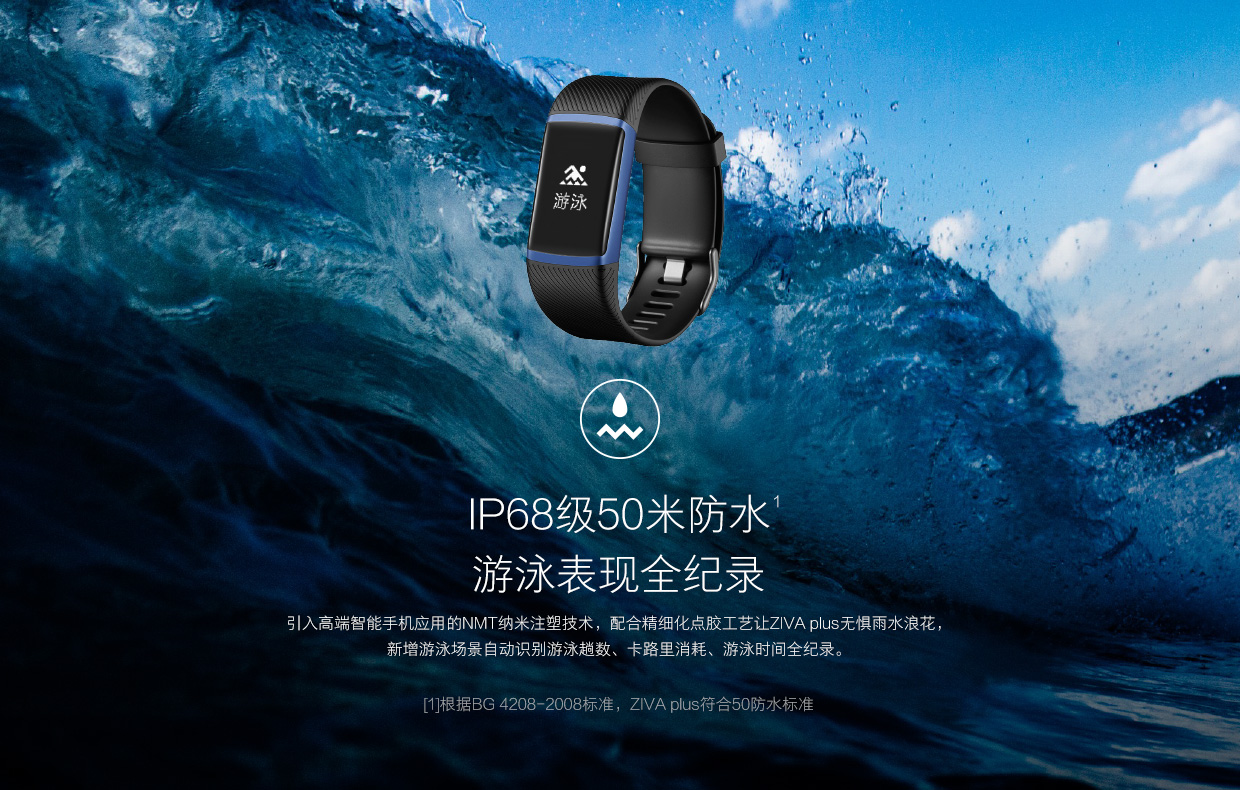 游泳
IP68级50米防水1
游泳表现全纪录
引入高端智能手机应用的NMT纳米注塑技术，配合精细化点胶工艺让ZIVA plus无惧雨水浪花，
新增游泳场景自动识别游泳趟数、卡路里消耗、游泳时间全纪录。
[1]根据BG 4208-2008标准，ZIVA plus符合50防水标准